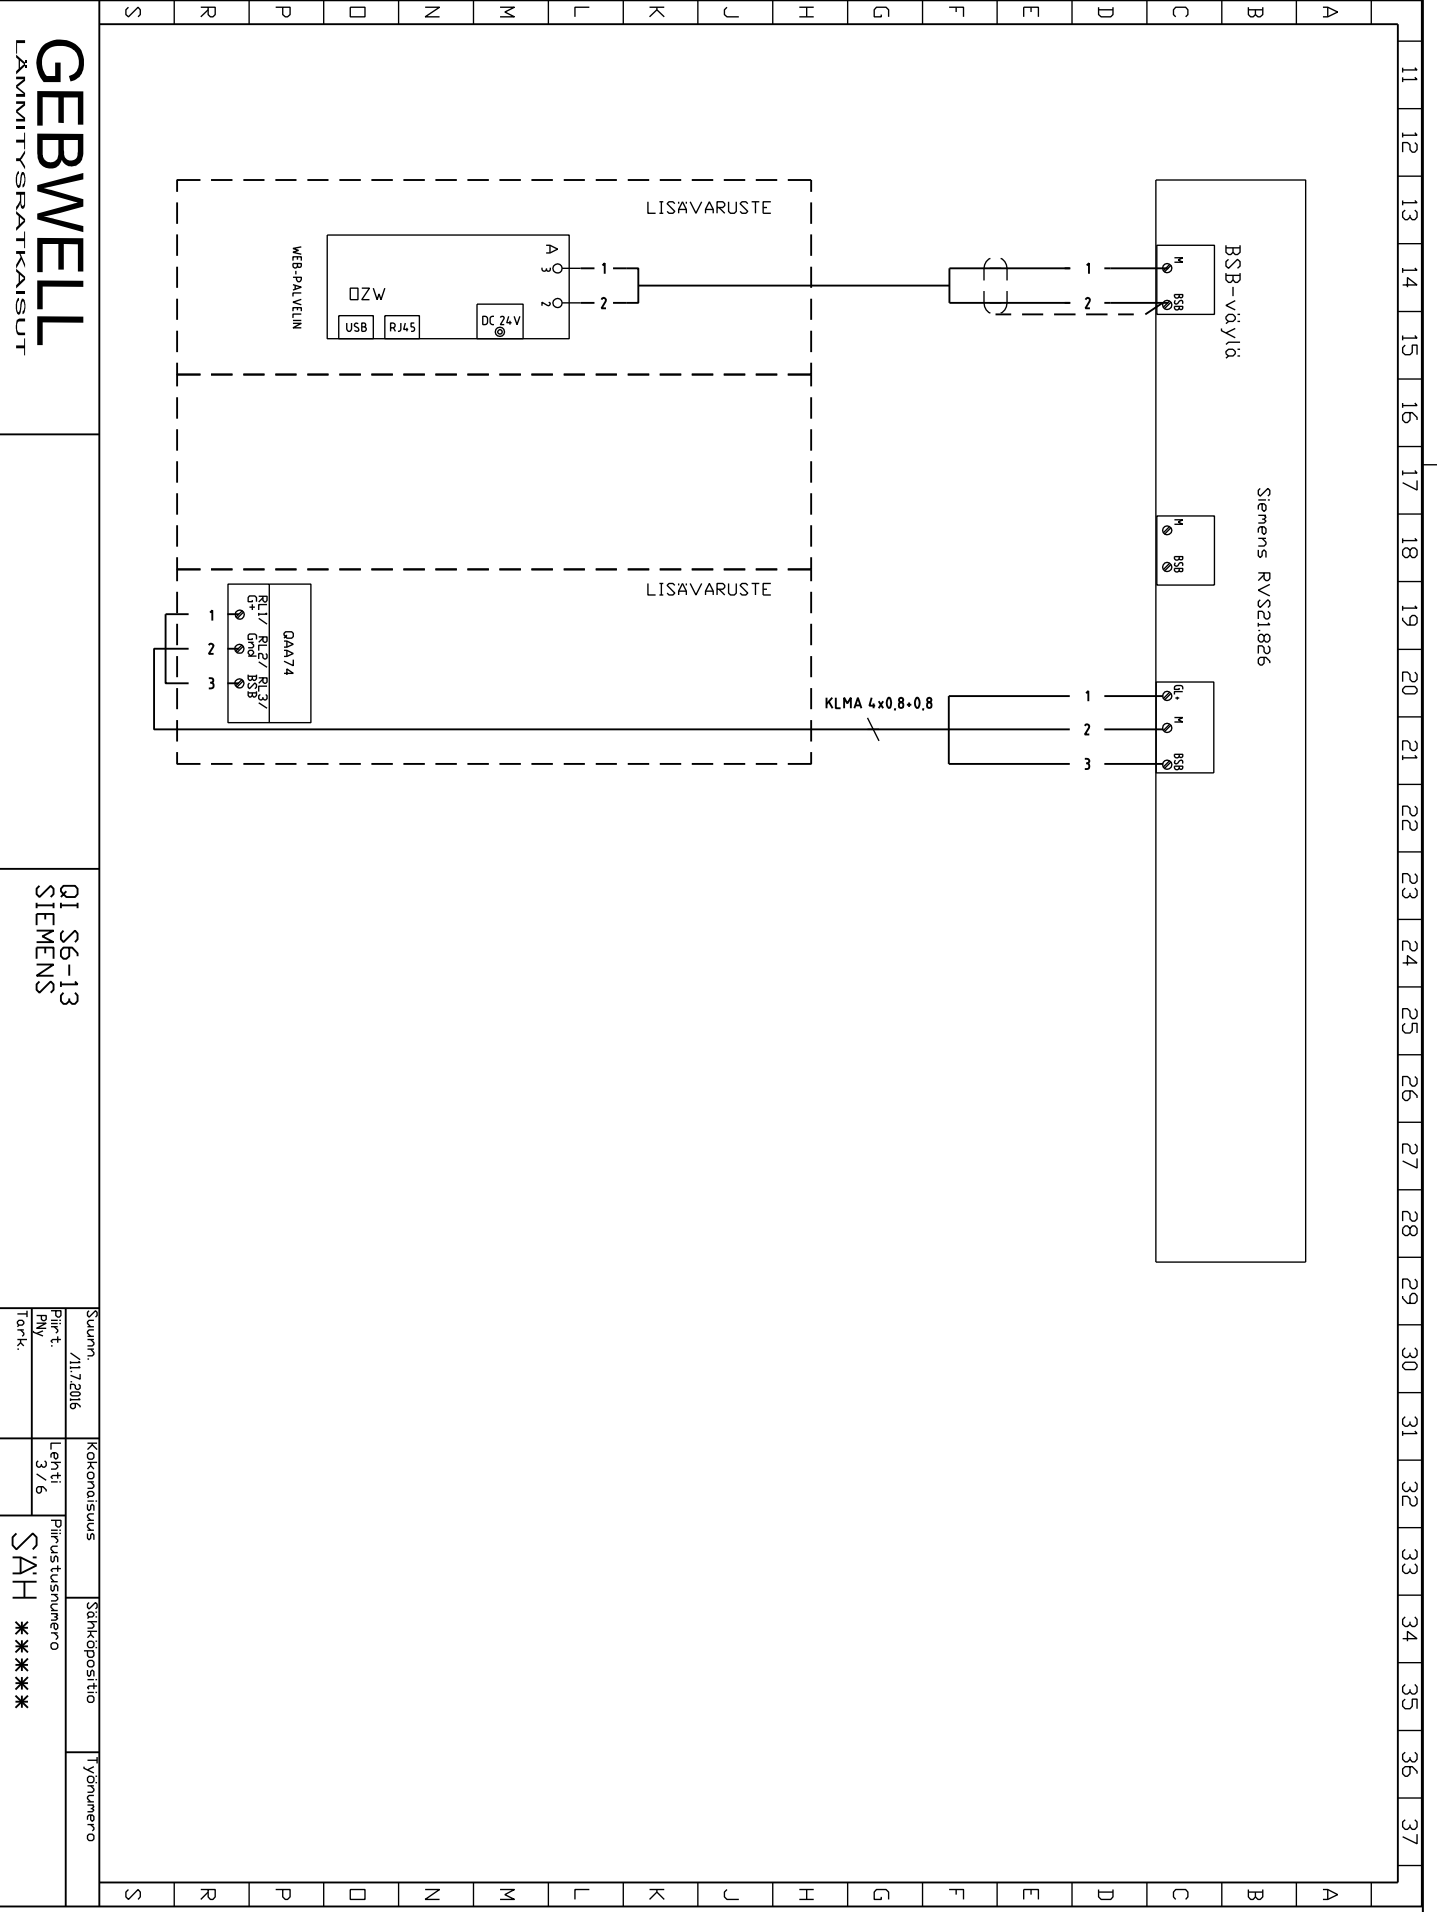 11 12 13 14 15 16 17 18 19 20 21 22 23 24 25 26 27 28 29 30 31 32 33 34 35 36 37
A
B
C
D
E
F
G
H
J
K
L
M
N
O
P
R
S
A
B
C
D
E
F
G
H
J
K
L
M
N
O
P
R
S
Siemens RVS21.826
BSB-väylä
M BSB
M BSB
GL+ M BSB
1 2
1 2 3
KLMA 4x0,8+0,8
LISÄVARUSTE
LISÄVARUSTE
1 2
A
3 2
DC 24V
OZW
RJ45
USB
WEB-PALVELIN
QAA74
RL1/ RL2/ RL3/
G+ Gnd BSB
1 2 3
GEBWELL
LÄMMITYSRATKAISUT
QI S6-13
SIEMENS
Suunn.
/11.7.2016
Piirt.
PNy
Tark.
Kokonaisuus
Sähköpositio
Työnumero
Lehti
3/6
Piirustusnumero
SÄH *****